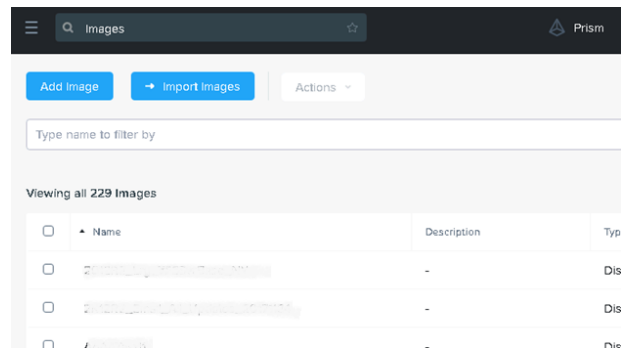 Images
Prism
Add Image
Import Images
Actions
Type name to filter by
Viewing all 229 Images
Name Description Typ
- Dis
- Dis
- Dis